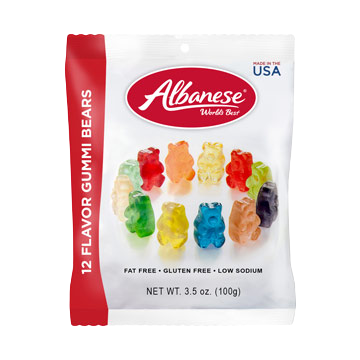 MADE IN THE
USA
Albanese®
World's Best
12 FLAVOR GUMMI BEARS
FAT FREE • GLUTEN FREE • LOW SODIUM
NET WT. 3.5 oz. (100g)